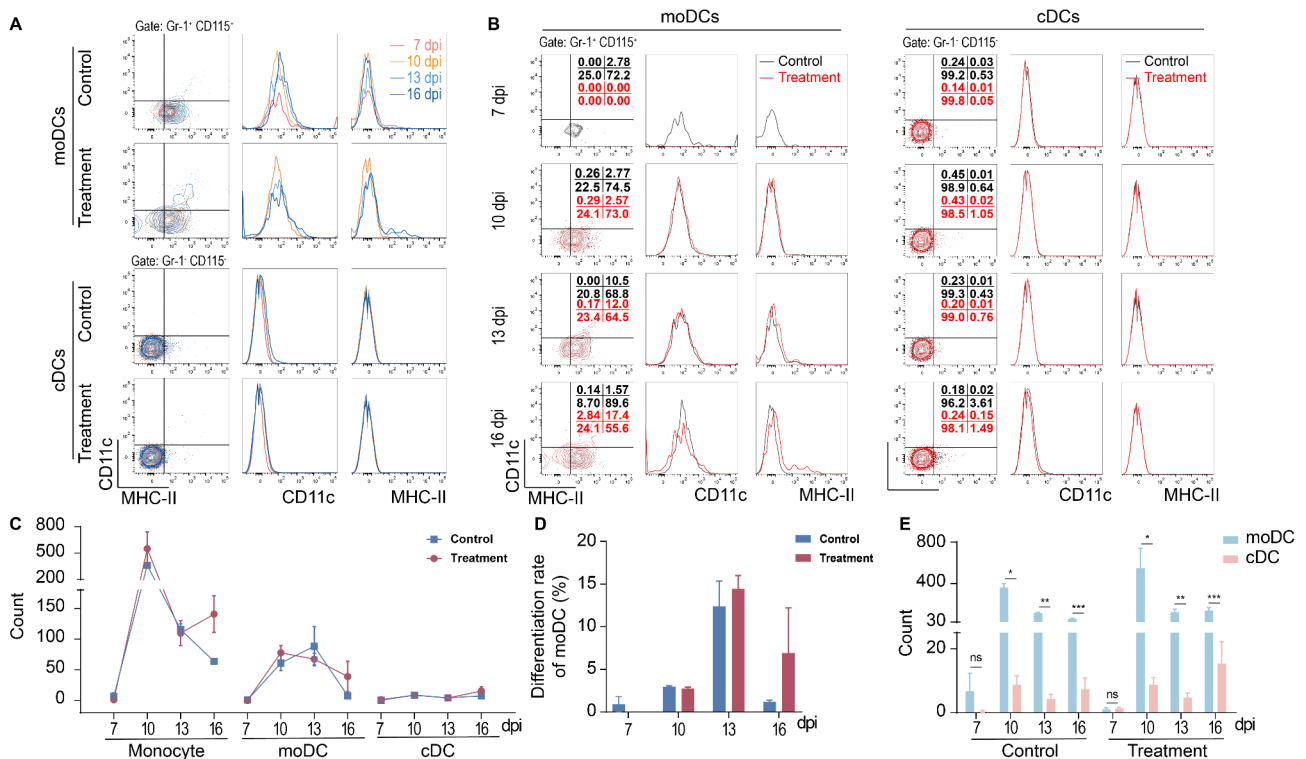 A
Gate: Gr-1⁺ CD115⁺
7 dpi
10 dpi
13 dpi
16 dpi
moDCs
Control
Treatment
Gate: Gr-1⁻ CD115⁻
cDCs
Control
Treatment
CD11c
MHC-II
CD11c
MHC-II
B
moDCs
cDCs
Gate: Gr-1⁺ CD115⁺
Gate: Gr-1⁻ CD115⁻
Control
Treatment
Control
Treatment
7 dpi
0.00 2.78
25.0 72.2
0.00 0.00
0.00 0.00
0.24 0.03
99.2 0.53
0.14 0.01
99.8 0.05
10 dpi
0.26 2.77
22.5 74.5
0.29 2.57
24.1 73.0
0.45 0.01
98.9 0.64
0.43 0.02
98.5 1.05
13 dpi
0.00 10.5
20.8 68.8
0.17 12.0
23.4 64.5
0.23 0.01
99.3 0.43
0.20 0.01
99.0 0.76
16 dpi
0.14 1.57
8.70 89.6
2.84 17.4
24.1 55.6
0.18 0.02
96.2 3.61
0.24 0.15
98.1 1.49
CD11c
MHC-II
CD11c
MHC-II
CD11c
MHC-II
CD11c
MHC-II
C
Control
Treatment
Count
800
500
200
150
100
50
0
7 10 13 16 7 10 13 16 7 10 13 16 dpi
Monocyte moDC cDC
D
Control
Treatment
Differentiation rate
of moDC (%)
20
15
10
5
0
7 10 13 16 dpi
E
moDC
cDC
Count
800
400
30
20
0
ns * ** *** ns * ** ***
7 10 13 16 7 10 13 16 dpi
Control Treatment